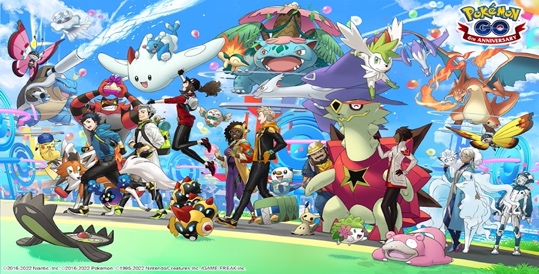 Pokémon
GO
6TH ANNIVERSARY
©2016-2022 Niantic, Inc. ©2016-2022 Pokémon. ©1995-2022 Nintendo/Creatures Inc./GAME FREAK inc.